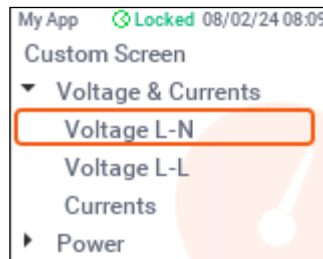 My App Locked 08/02/24 08:09
Custom Screen
Voltage & Currents
Voltage L-N
Voltage L-L
Currents
Power